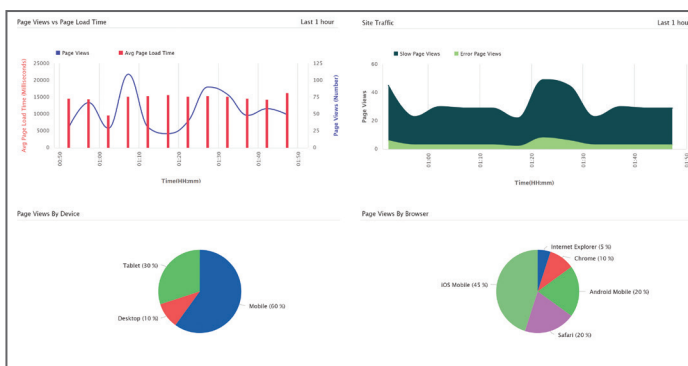 Page Views vs Page Load Time
Last 1 hour
Page Views
Avg Page Load Time
Avg Page Load Time (Milliseconds)
25000
20000
15000
10000
5000
0
125
100
75
50
25
0
Page Views (Number)
00:50
01:00
01:10
01:20
01:30
01:40
01:50
Time(HH:mm)
Site Traffic
Last 1 hour
Slow Page Views
Error Page Views
Page Views
60
40
20
0
01:00
01:10
01:20
01:30
01:40
01:50
Time(HH:mm)
Page Views By Device
Tablet (30 %)
Mobile (60 %)
Desktop (10 %)
Page Views By Browser
Internet Explorer (5 %)
Chrome (10 %)
iOS Mobile (45 %)
Android Mobile (20 %)
Safari (20 %)